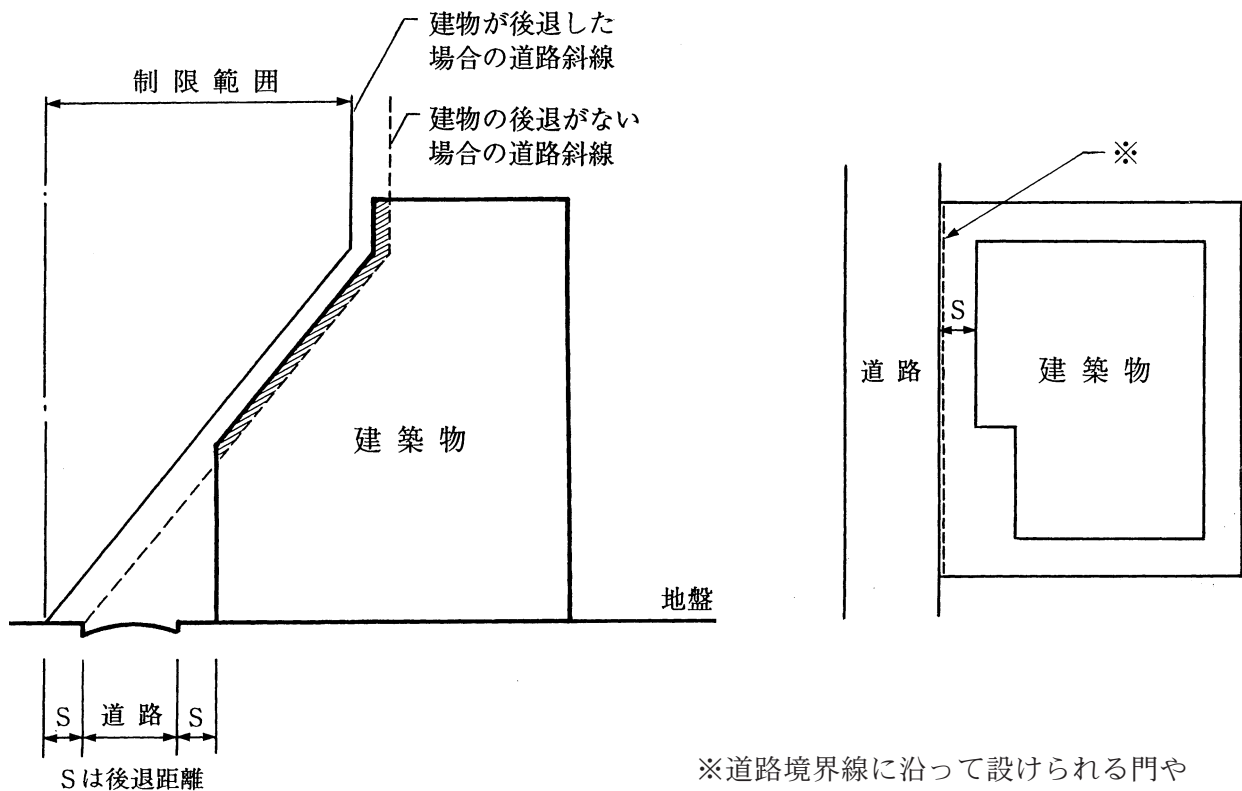 建物が後退した
場合の道路斜線
制限範囲
建物の後退がない
場合の道路斜線
建築物
地盤
S
道路
S
Sは後退距離
※
S
道路
建築物
※道路境界線に沿って設けられる門や